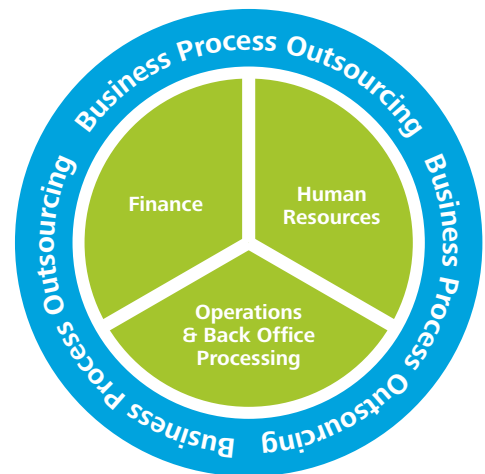 Business Process Outsourcing
Business Process Outsourcing
Business Process Outsourcing
Finance
Human
Resources
Operations
& Back Office
Processing